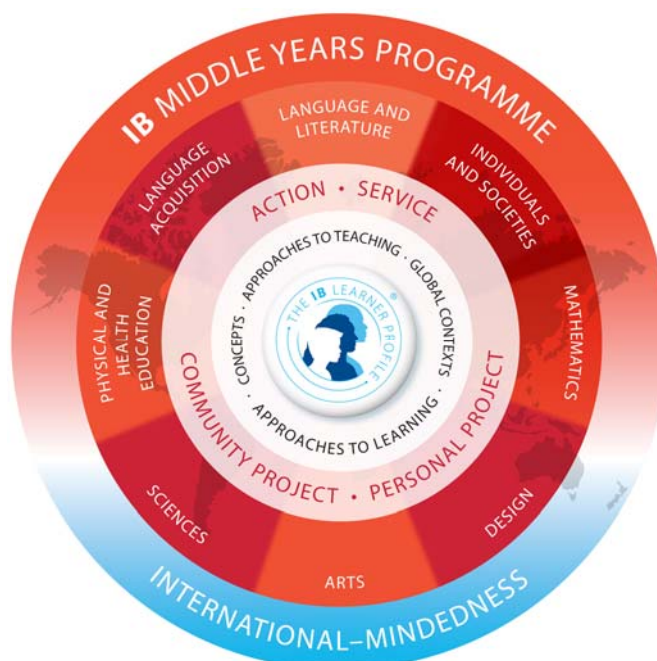 IB MIDDLE YEARS PROGRAMME
LANGUAGE AND
LITERATURE
LANGUAGE
ACQUISITION
INDIVIDUALS
AND SOCIETIES
PHYSICAL AND
HEALTH
EDUCATION
MATHEMATICS
SCIENCES
DESIGN
ARTS
ACTION • SERVICE
COMMUNITY PROJECT • PERSONAL PROJECT
APPROACHES TO TEACHING · GLOBAL CONTEXTS ·
CONCEPTS ·
· APPROACHES TO LEARNING
THE IB LEARNER PROFILE ®
INTERNATIONAL–MINDEDNESS